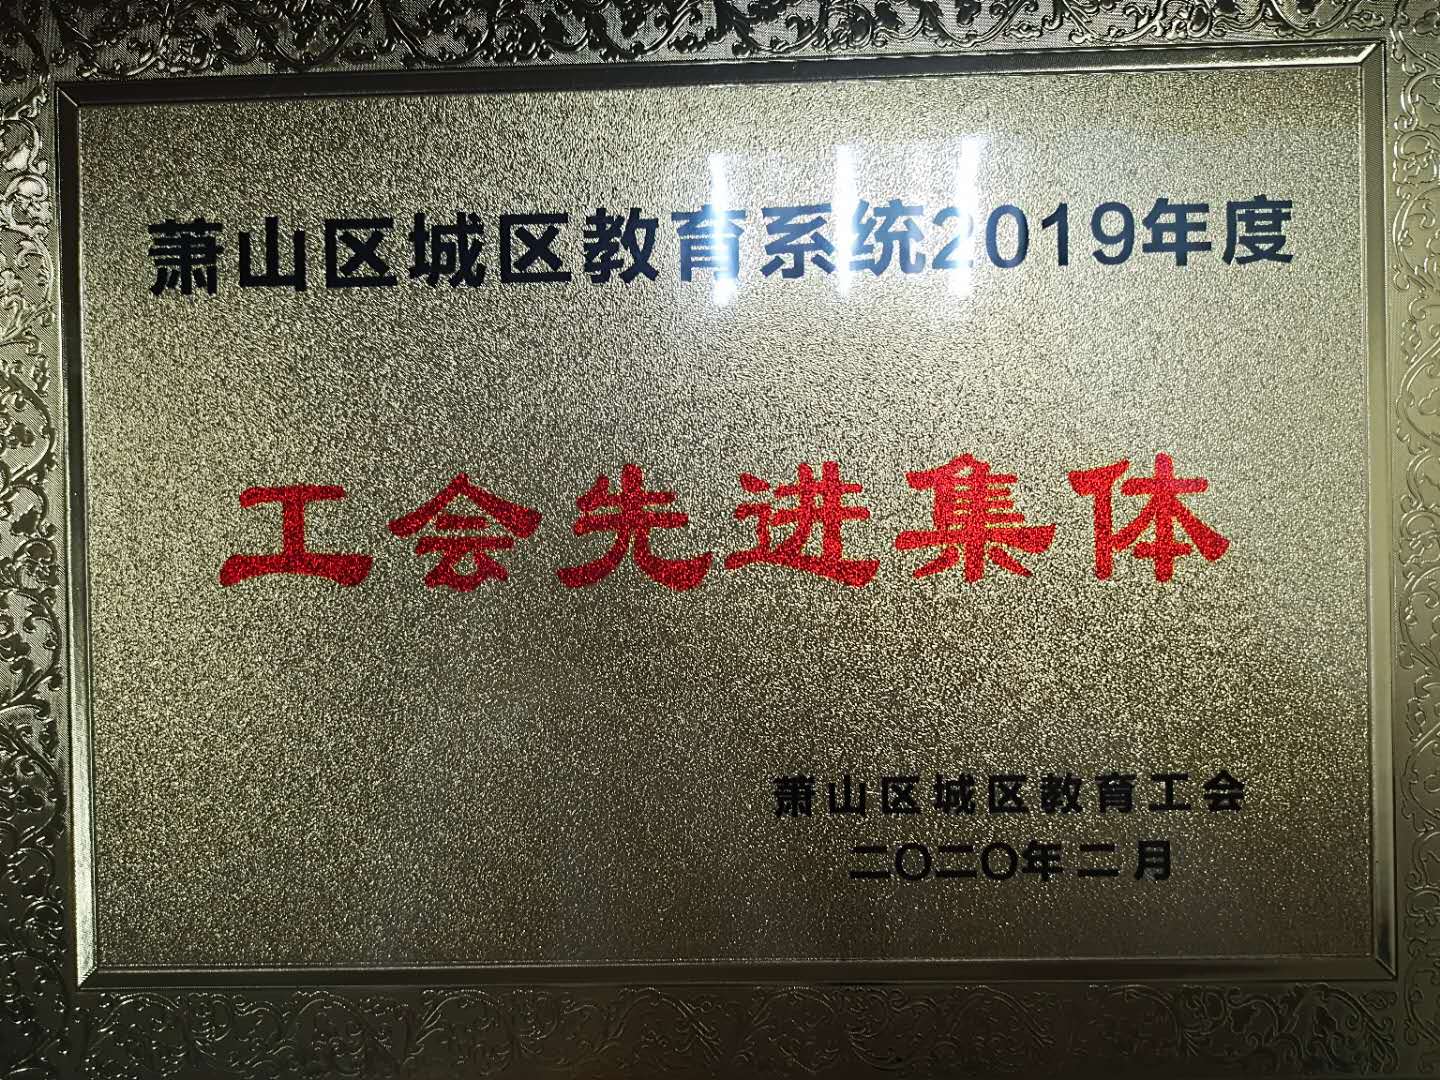 萧山区城区教育系统2019年度
工会先进集体
萧山区城区教育工会
二〇二〇年二月